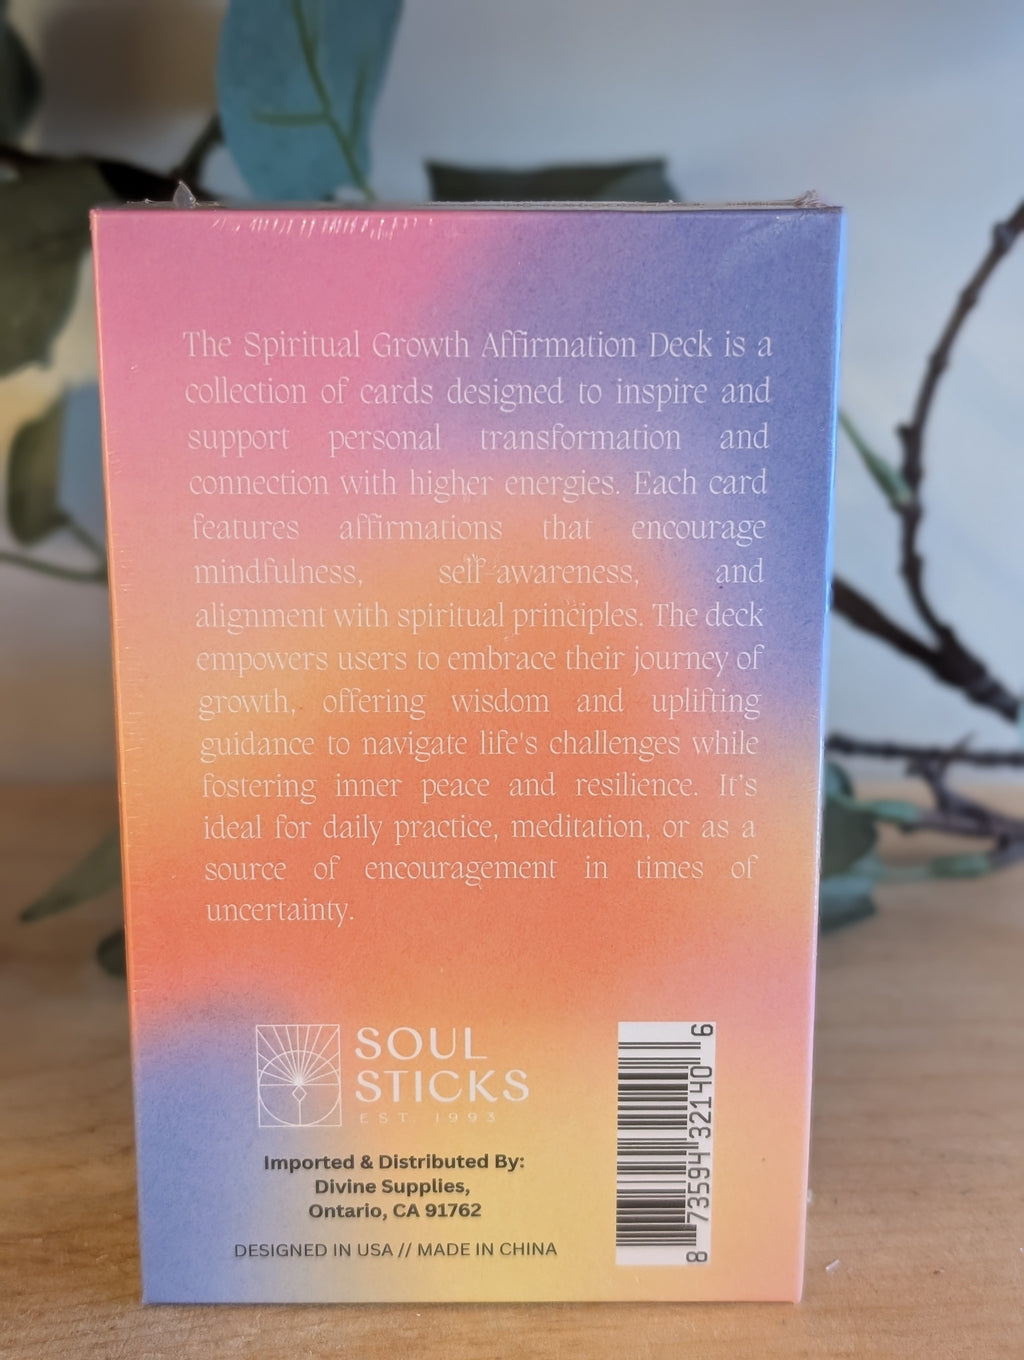 The Spiritual Growth Affirmation Deck is a
collection of cards designed to inspire and
support personal transformation and
connection with higher energies. Each card
features affirmations that encourage
mindfulness, self-awareness, and
alignment with spiritual principles. The deck
empowers users to embrace their journey of
growth, offering wisdom and uplifting
guidance to navigate life's challenges while
fostering inner peace and resilience. It's
ideal for daily practice, meditation, or as a
source of encouragement in times of
uncertainty.
SOUL
STICKS
EST. 1993
Imported & Distributed By:
Divine Supplies,
Ontario, CA 91762
DESIGNED IN USA // MADE IN CHINA
8 73594 32140 6